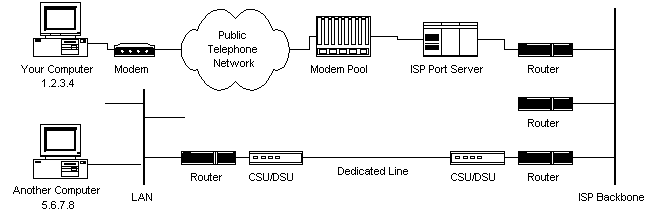 Public
Telephone
Network
Your Computer
1.2.3.4
Modem
Modem Pool
ISP Port Server
Router
Router
Another Computer
5.6.7.8
LAN
Router
CSU/DSU
Dedicated Line
CSU/DSU
Router
ISP Backbone